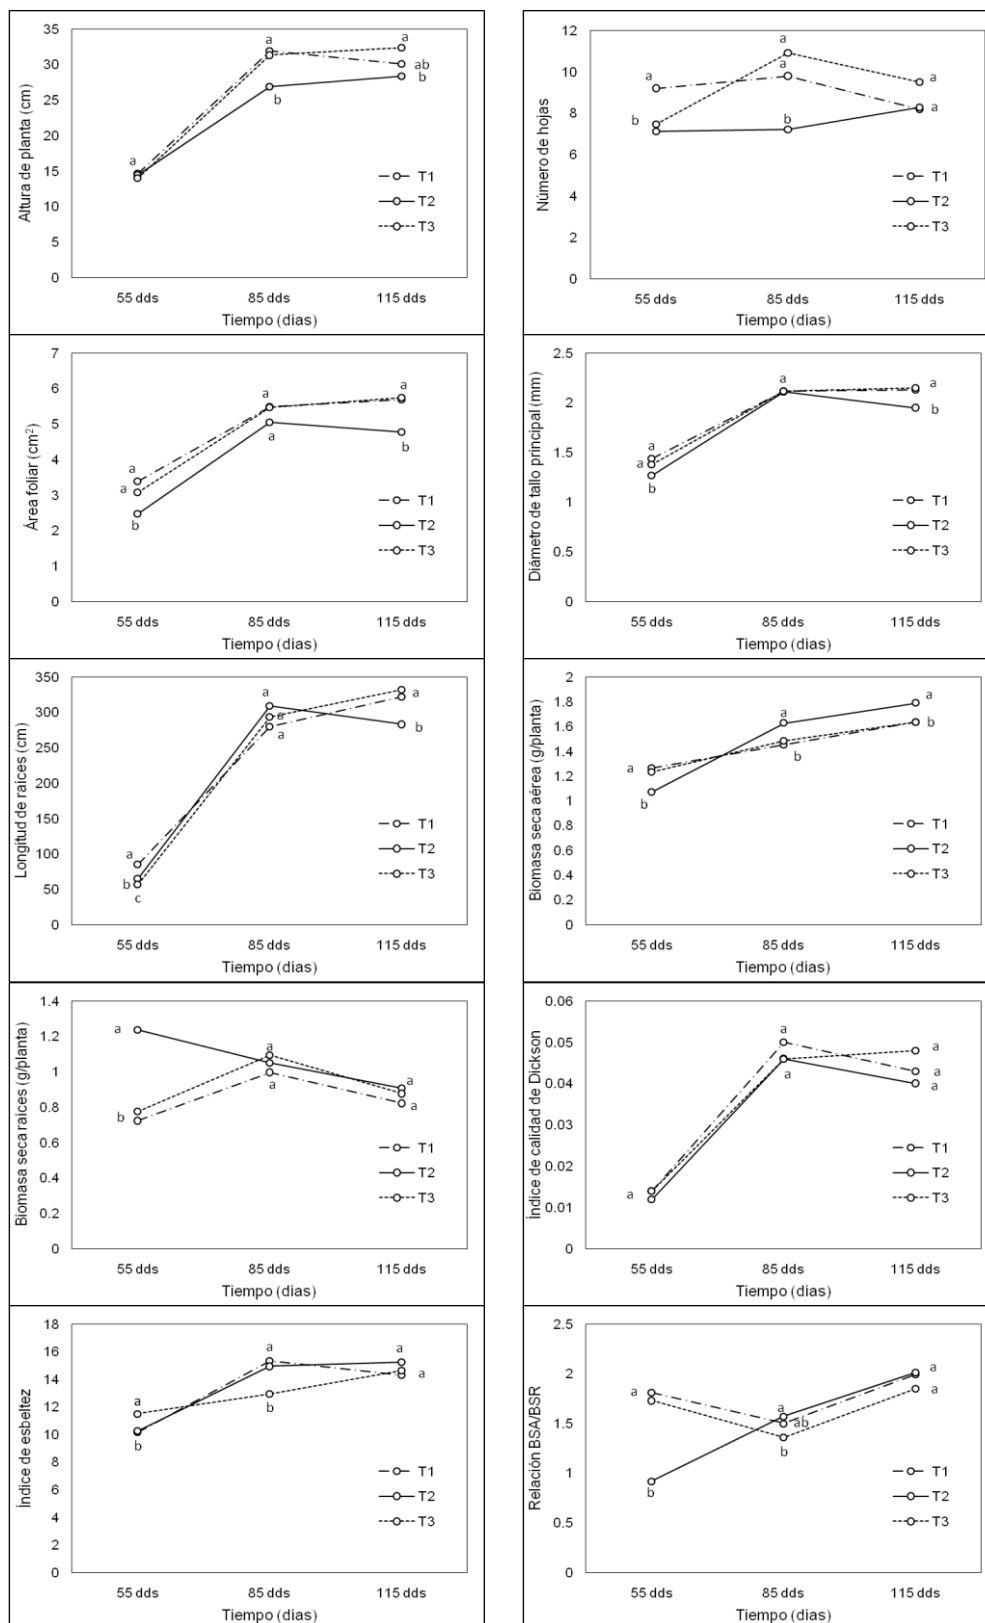 Altura de planta (cm)
35
30
25
20
15
10
5
0
a
a
b
a
ab
b
T1
T2
T3
55 dds
85 dds
115 dds
Tiempo (dias)
Número de hojas
12
10
8
6
4
2
0
a
b
a
a
b
a
a
T1
T2
T3
55 dds
85 dds
115 dds
Tiempo (dias)
Área foliar (cm²)
7
6
5
4
3
2
1
0
a
a
b
a
a
a
b
T1
T2
T3
55 dds
85 dds
115 dds
Tiempo (dias)
Diámetro de tallo principal (mm)
2.5
2
1.5
1
0.5
0
a
a
b
a
a
b
T1
T2
T3
55 dds
85 dds
115 dds
Tiempo (dias)
Longitud de raíces (cm)
350
300
250
200
150
100
50
0
a
b
c
a
a
a
a
b
T1
T2
T3
55 dds
85 dds
115 dds
Tiempo (dias)
Biomasa seca aérea (g/planta)
2
1.8
1.6
1.4
1.2
1
0.8
0.6
0.4
0.2
0
a
b
a
b
a
b
T1
T2
T3
55 dds
85 dds
115 dds
Tiempo (dias)
Biomasa seca raíces (g/planta)
1.4
1.2
1
0.8
0.6
0.4
0.2
0
a
b
a
a
a
a
T1
T2
T3
55 dds
85 dds
115 dds
Tiempo (dias)
Índice de calidad de Dickson
0.06
0.05
0.04
0.03
0.02
0.01
0
a
a
a
a
a
a
T1
T2
T3
55 dds
85 dds
115 dds
Tiempo (dias)
Índice de esbeltez
18
16
14
12
10
8
6
4
2
0
a
b
a
b
a
a
T1
T2
T3
55 dds
85 dds
115 dds
Tiempo (dias)
Relación BSA/BSR
2.5
2
1.5
1
0.5
0
a
b
a
ab
b
a
a
T1
T2
T3
55 dds
85 dds
115 dds
Tiempo (dias)